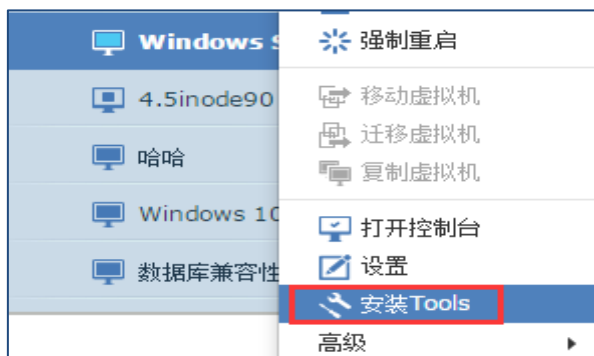 Windows S
4.5inode90
哈哈
Windows 10
数据库兼容性
强制重启
移动虚拟机
迁移虚拟机
复制虚拟机
打开控制台
设置
安装Tools
高级